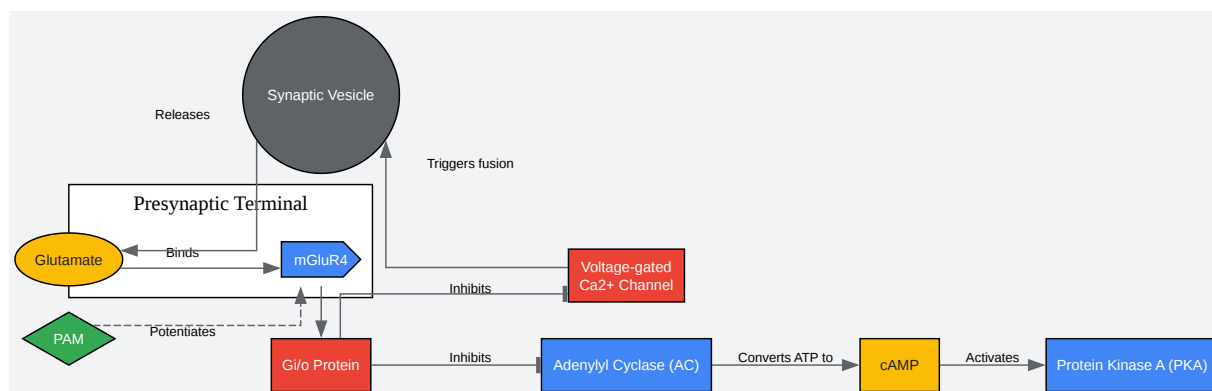 Synaptic Vesicle
Releases
Triggers fusion
Presynaptic Terminal
Binds
Glutamate
mGluR4
Voltage-gated
Ca2+ Channel
Inhibits
PAM
Potentiates
Gi/o Protein
Inhibits
Adenylyl Cyclase (AC)
Converts ATP to
cAMP
Activates
Protein Kinase A (PKA)